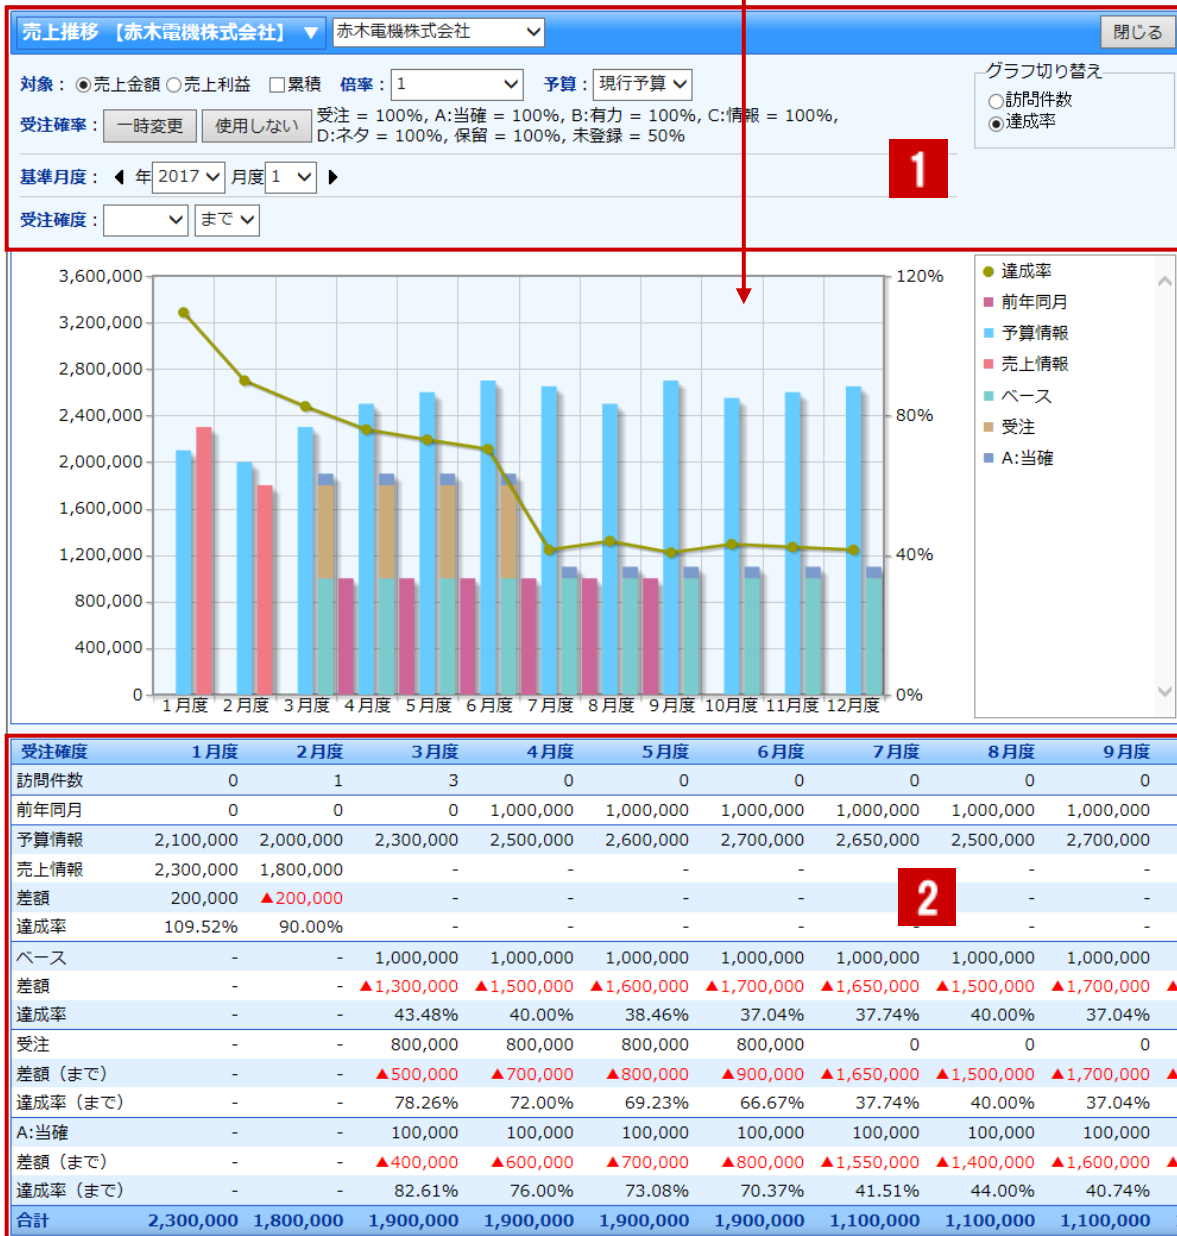 売上推移 【赤木電機株式会社】 ▼ 赤木電機株式会社 閉じる
対象： 売上金額 売上利益 累積 倍率： 1 予算： 現行予算
受注確率： 一時変更 使用しない 受注 = 100%, A:当確 = 100%, B:有力 = 100%, C:情報 = 100%,
D:ネタ = 100%, 保留 = 100%, 未登録 = 50%
グラフ切り替え
訪問件数
達成率
1
基準月度： 年 2017 月度 1
受注確度： まで
3,600,000
3,200,000
2,800,000
2,400,000
2,000,000
1,600,000
1,200,000
800,000
400,000
0
120%
80%
40%
0%
1月度 2月度 3月度 4月度 5月度 6月度 7月度 8月度 9月度 10月度 11月度 12月度
達成率
前年同月
予算情報
売上情報
ベース
受注
A:当確
受注確度 1月度 2月度 3月度 4月度 5月度 6月度 7月度 8月度 9月度
訪問件数 0 1 3 0 0 0 0 0 0
前年同月 0 0 0 1,000,000 1,000,000 1,000,000 1,000,000 1,000,000 1,000,000
予算情報 2,100,000 2,000,000 2,300,000 2,500,000 2,600,000 2,700,000 2,650,000 2,500,000 2,700,000
売上情報 2,300,000 1,800,000 - - - - - - -
差額 200,000 ▲200,000 - - - - - -
2
達成率 109.52% 90.00% - - - - - - -
ベース - - 1,000,000 1,000,000 1,000,000 1,000,000 1,000,000 1,000,000 1,000,000
差額 - - ▲1,300,000 ▲1,500,000 ▲1,600,000 ▲1,700,000 ▲1,650,000 ▲1,500,000 ▲1,700,000 ▲
達成率 - - 43.48% 40.00% 38.46% 37.04% 37.74% 40.00% 37.04%
受注 - - 800,000 800,000 800,000 800,000 0 0 0
差額（まで） - - ▲500,000 ▲700,000 ▲800,000 ▲900,000 ▲1,650,000 ▲1,500,000 ▲1,700,000 ▲
達成率（まで） - - 78.26% 72.00% 69.23% 66.67% 37.74% 40.00% 37.04%
A:当確 - - 100,000 100,000 100,000 100,000 100,000 100,000 100,000
差額（まで） - - ▲400,000 ▲600,000 ▲700,000 ▲800,000 ▲1,550,000 ▲1,400,000 ▲1,600,000 ▲
達成率（まで） - - 82.61% 76.00% 73.08% 70.37% 41.51% 44.00% 40.74%
合計 2,300,000 1,800,000 1,900,000 1,900,000 1,900,000 1,900,000 1,100,000 1,100,000 1,100,000